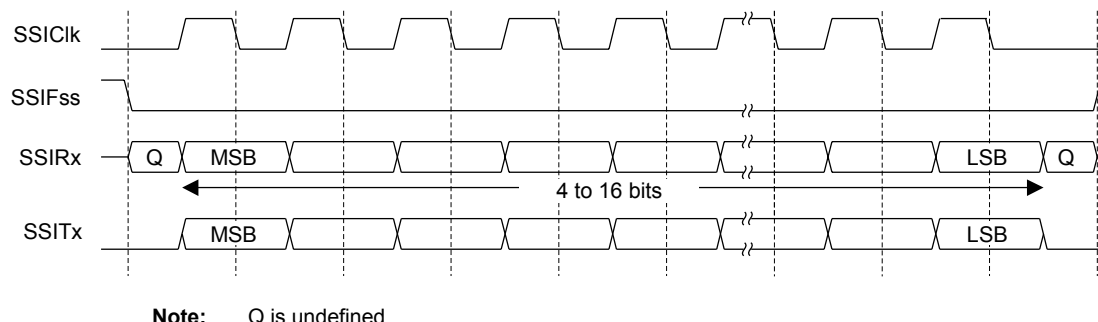 SSIClk
SSIFss
SSIRx Q MSB LSB Q
4 to 16 bits
SSITx MSB LSB
Note: Q is undefined